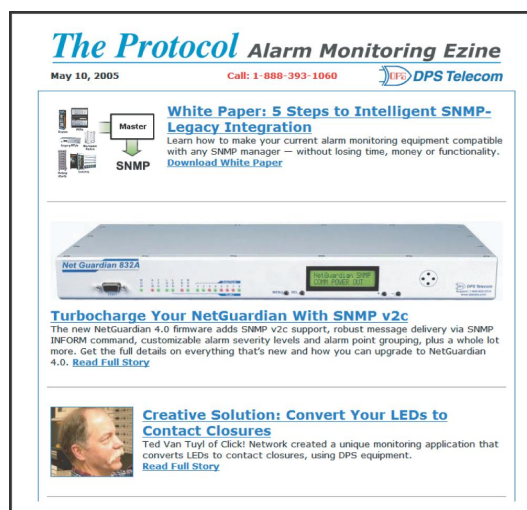 The Protocol Alarm Monitoring Ezine
May 10, 2005 Call: 1-888-393-1060 DPS DPS Telecom
Master
SNMP
White Paper: 5 Steps to Intelligent SNMP-
Legacy Integration
Learn how to make your current alarm monitoring equipment compatible
with any SNMP manager — without losing time, money or functionality.
Download White Paper
Net Guardian 832A
NetGuardian SNMP
COMM POWER OUT
DPS Telecom
Turbocharge Your NetGuardian With SNMP v2c
The new NetGuardian 4.0 firmware adds SNMP v2c support, robust message delivery via SNMP
INFORM command, customizable alarm severity levels and alarm point grouping, plus a whole lot
more. Get the full details on everything that's new and how you can upgrade to NetGuardian
4.0. Read Full Story
Creative Solution: Convert Your LEDs to
Contact Closures
Ted Van Tuyl of Click! Network created a unique monitoring application that
converts LEDs to contact closures, using DPS equipment.
Read Full Story